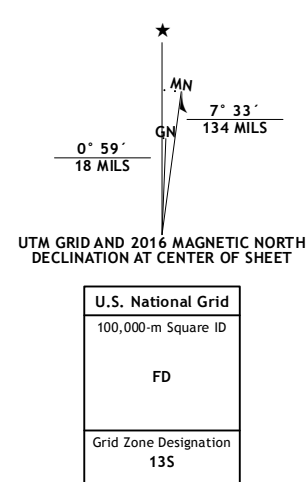 ★
MN
GN
7° 33´
134 MILS
0° 59´
18 MILS
UTM GRID AND 2016 MAGNETIC NORTH
DECLINATION AT CENTER OF SHEET
U.S. National Grid
100,000-m Square ID
FD
Grid Zone Designation
13S